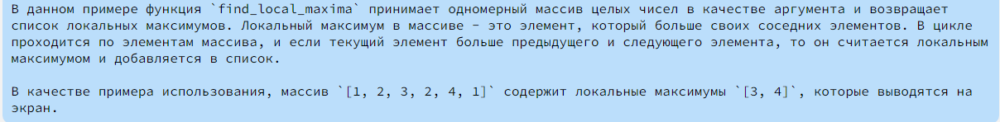 В данном примере функция `find_local_maxima` принимает одномерный массив целых чисел в качестве аргумента и возвращает
список локальных максимумов. Локальный максимум в массиве - это элемент, который больше своих соседних элементов. В цикле
проходится по элементам массива, и если текущий элемент больше предыдущего и следующего элемента, то он считается локальным
максимумом и добавляется в список.
В качестве примера использования, массив `[1, 2, 3, 2, 4, 1]` содержит локальные максимумы `[3, 4]`, которые выводятся на
экран.